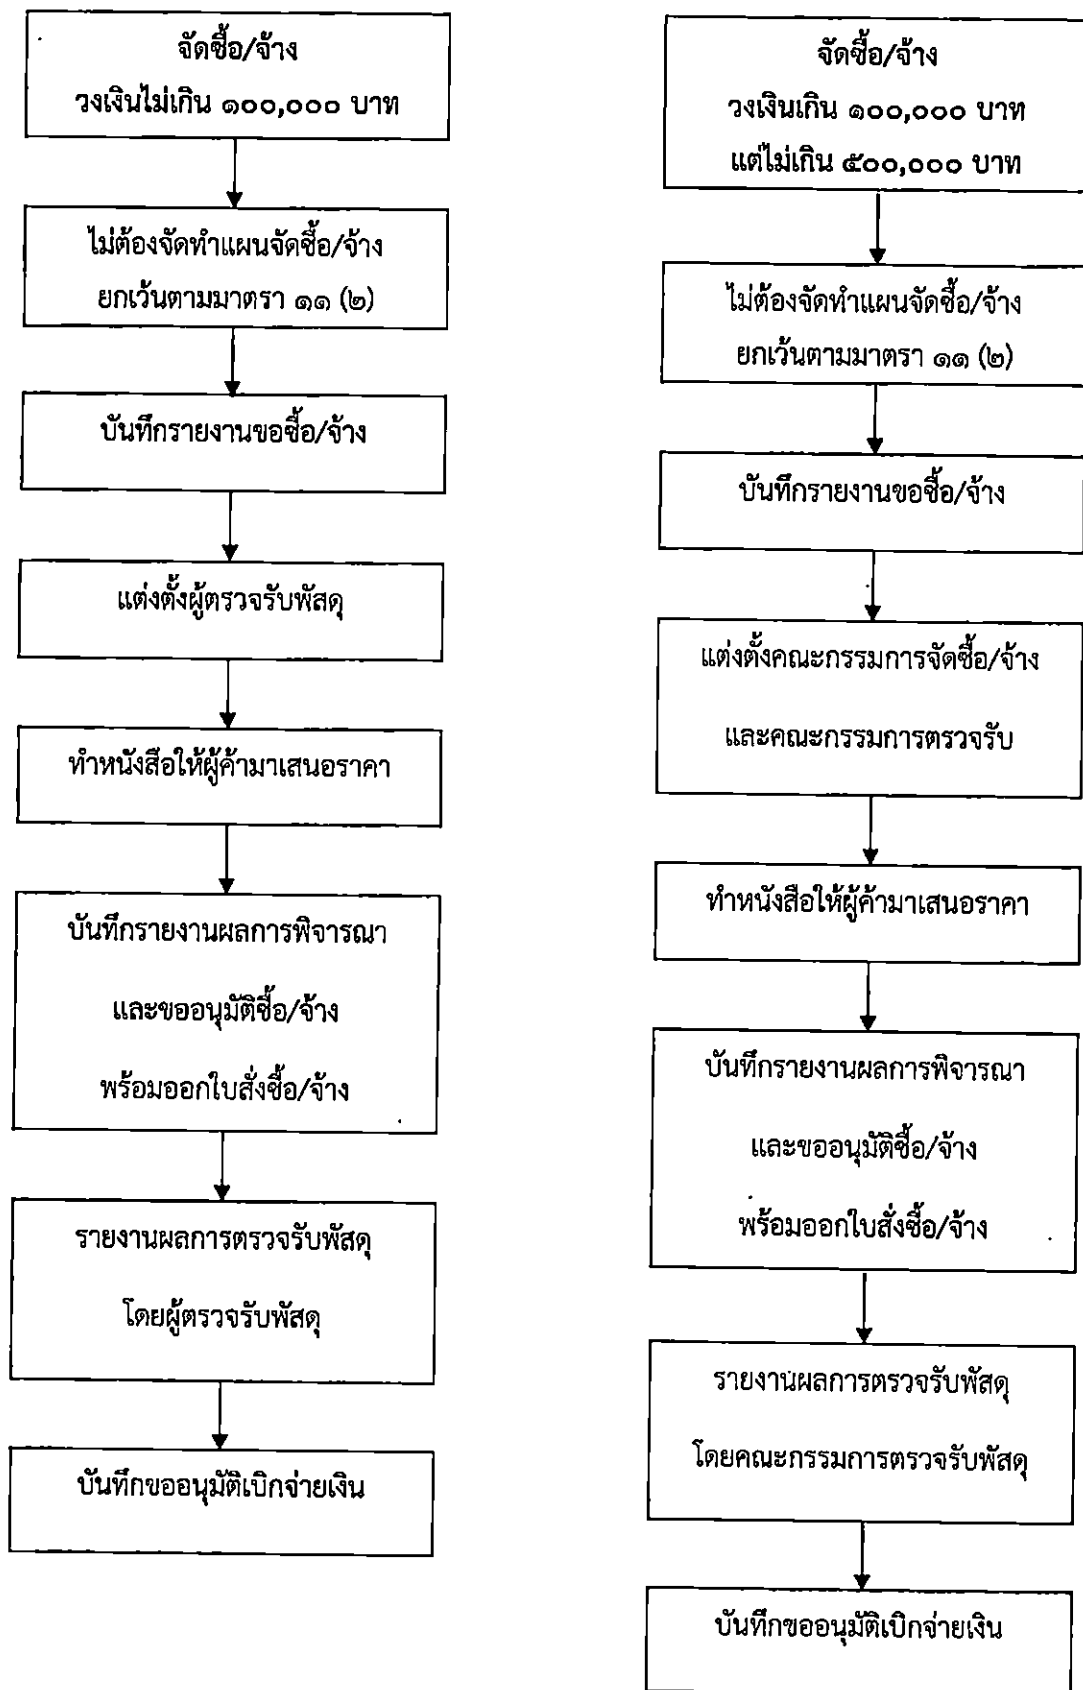 จัดซื้อ/จ้าง
วงเงินไม่เกิน ๑๐๐,๐๐๐ บาท
ไม่ต้องจัดทำแผนจัดซื้อ/จ้าง
ยกเว้นตามมาตรา ๑๑ (๒)
บันทึกรายงานขอซื้อ/จ้าง
แต่งตั้งผู้ตรวจรับพัสดุ
ทำหนังสือให้ผู้ค้ามาเสนอราคา
บันทึกรายงานผลการพิจารณา
และขออนุมัติซื้อ/จ้าง
พร้อมออกใบสั่งซื้อ/จ้าง
รายงานผลการตรวจรับพัสดุ
โดยผู้ตรวจรับพัสดุ
บันทึกขออนุมัติเบิกจ่ายเงิน
จัดซื้อ/จ้าง
วงเงินเกิน ๑๐๐,๐๐๐ บาท
แต่ไม่เกิน ๕๐๐,๐๐๐ บาท
ไม่ต้องจัดทำแผนจัดซื้อ/จ้าง
ยกเว้นตามมาตรา ๑๑ (๒)
บันทึกรายงานขอซื้อ/จ้าง
แต่งตั้งคณะกรรมการจัดซื้อ/จ้าง
และคณะกรรมการตรวจรับ
ทำหนังสือให้ผู้ค้ามาเสนอราคา
บันทึกรายงานผลการพิจารณา
และขออนุมัติซื้อ/จ้าง
พร้อมออกใบสั่งซื้อ/จ้าง
รายงานผลการตรวจรับพัสดุ
โดยคณะกรรมการตรวจรับพัสดุ
บันทึกขออนุมัติเบิกจ่ายเงิน